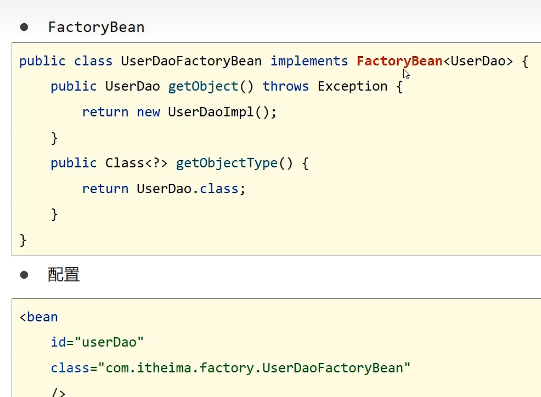 ● FactoryBean
public class UserDaoFactoryBean implements FactoryBean<UserDao> {
    public UserDao getObject() throws Exception {
        return new UserDaoImpl();
    }
    public Class<?> getObjectType() {
        return UserDao.class;
    }
}
● 配置
<bean
    id="userDao"
    class="com.itheima.factory.UserDaoFactoryBean"
    />